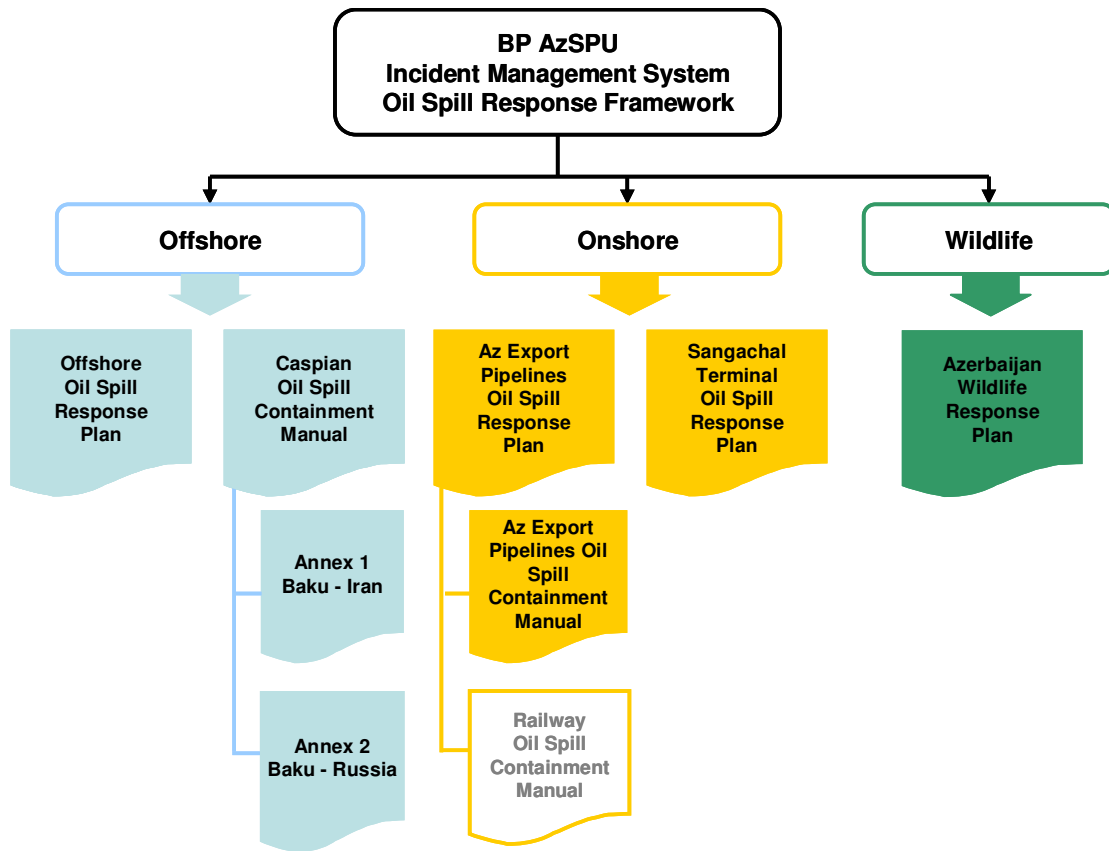 BP AzSPU
Incident Management System
Oil Spill Response Framework
Offshore
Onshore
Wildlife
Offshore
Oil Spill
Response
Plan
Caspian
Oil Spill
Containment
Manual
Az Export
Pipelines
Oil Spill
Response
Plan
Sangachal
Terminal
Oil Spill
Response
Plan
Azerbaijan
Wildlife
Response
Plan
Annex 1
Baku - Iran
Az Export
Pipelines Oil
Spill
Containment
Manual
Annex 2
Baku - Russia
Railway
Oil Spill
Containment
Manual